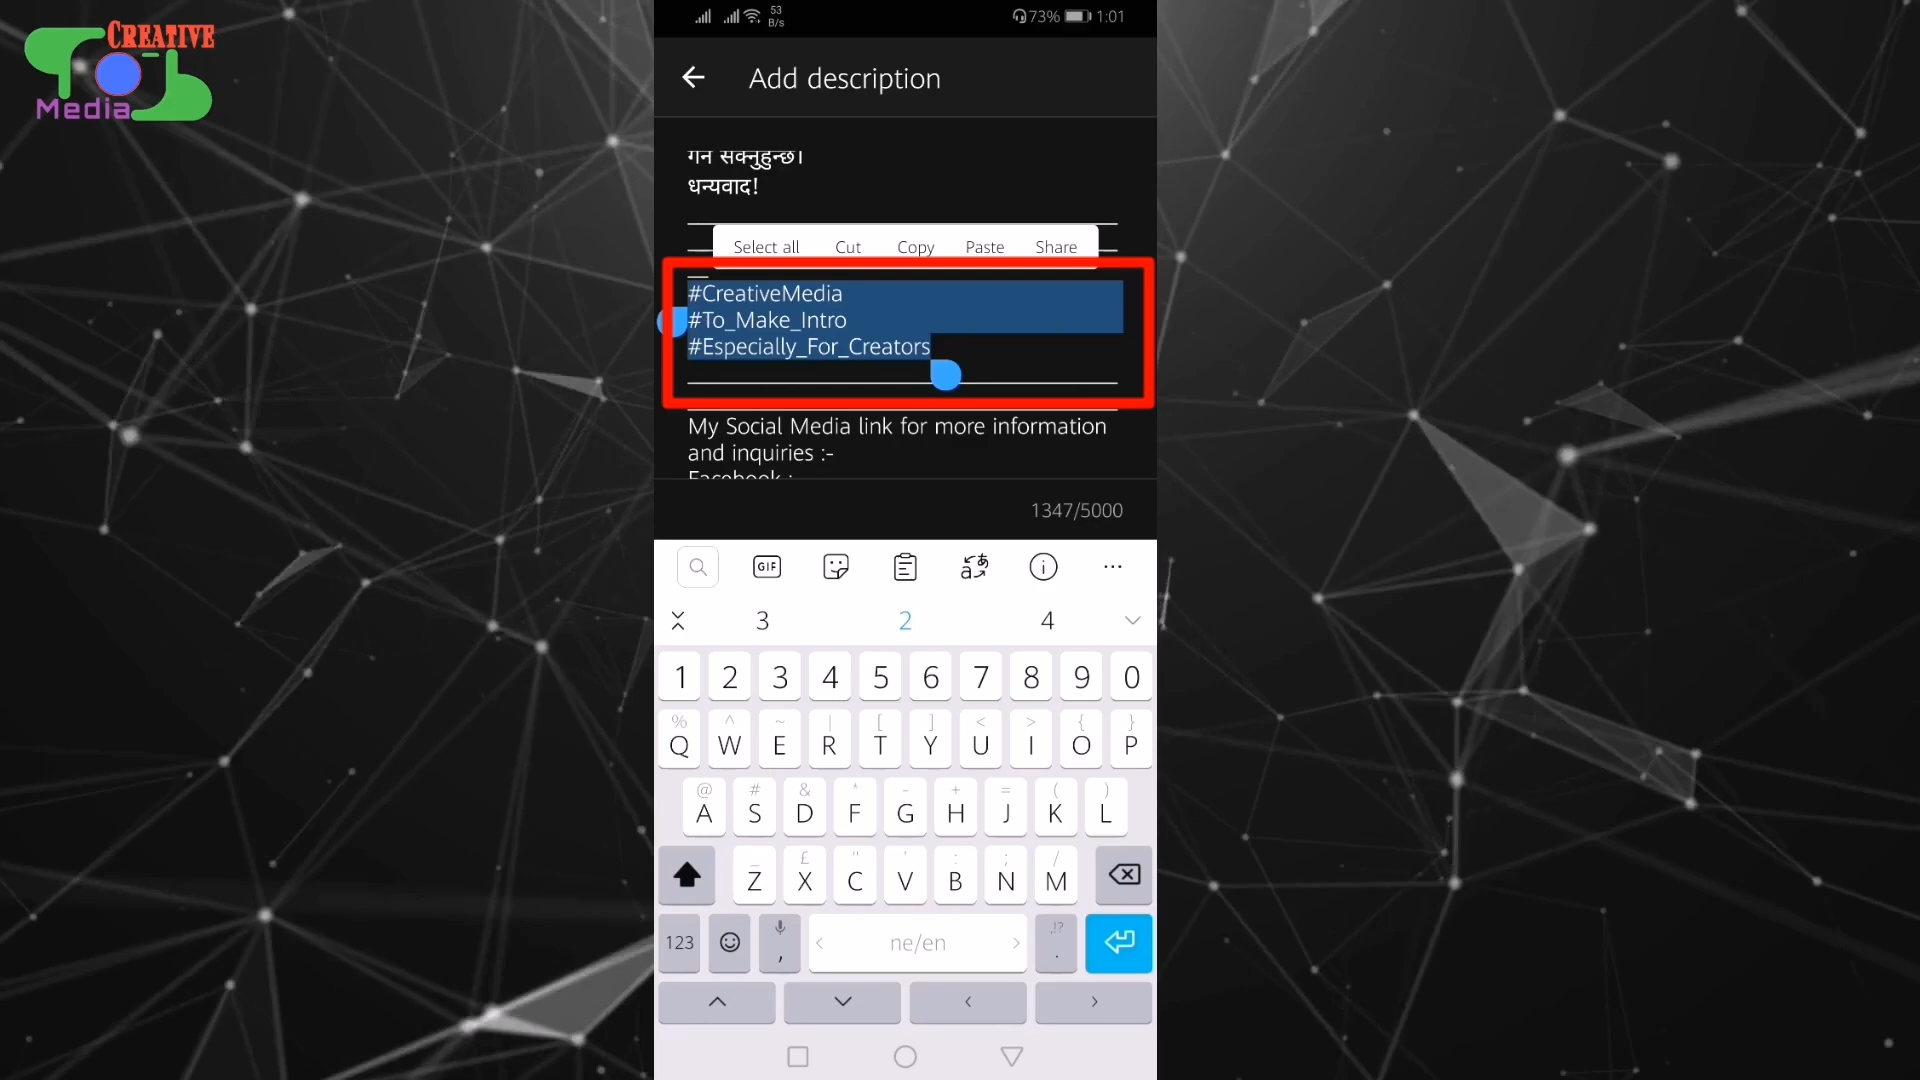 CREATIVE
Media
53
B/s
73%
1:01
Add description
गर्न सक्नुहुन्छ।
धन्यवाद!
Select all Cut Copy Paste Share
#CreativeMedia
#To_Make_Intro
#Especially_For_Creators
My Social Media link for more information
and inquiries :-
Facebook :
1347/5000
GIF
3 2 4
1 2 3 4 5 6 7 8 9 0
% ^ ~ | [ ] < > { }
Q W E R T Y U I O P
@ # & * - + = ( )
A S D F G H J K L
_ £ " ' : ; /
Z X C V B N M
123 , ne/en ,!? .